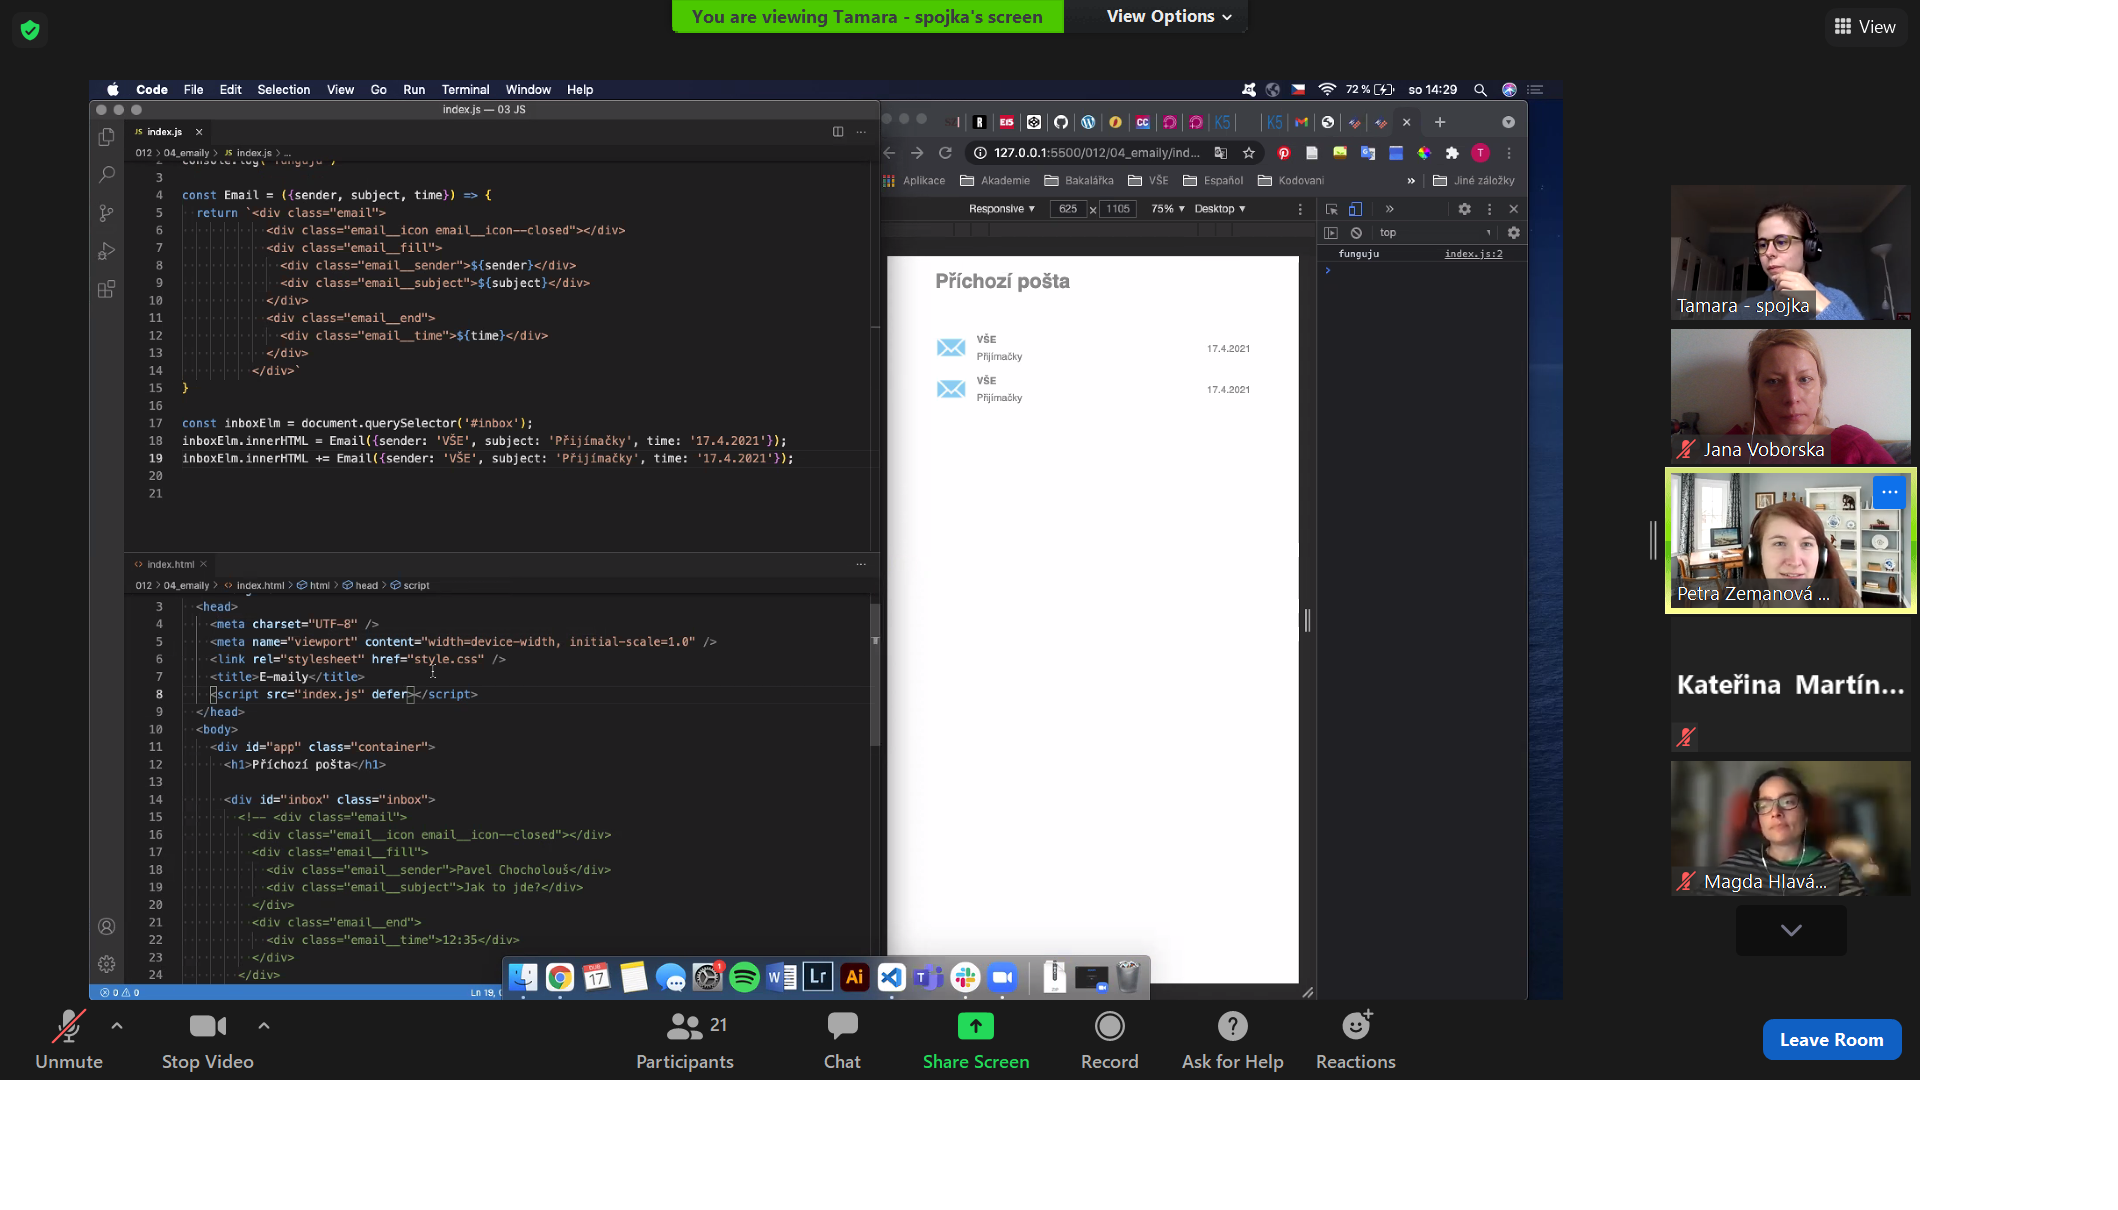 You are viewing Tamara - spojka's screen
View Options
View
Code File Edit Selection View Go Run Terminal Window Help
72 % so 14:29
index.js — 03 JS
JS index.js
012 > 04_emaily > JS index.js > ...
3
4 const Email = ({sender, subject, time}) => {
5 return `<div class="email">
6 <div class="email__icon email__icon--closed"></div>
7 <div class="email__fill">
8 <div class="email__sender">${sender}</div>
9 <div class="email__subject">${subject}</div>
10 </div>
11 <div class="email__end">
12 <div class="email__time">${time}</div>
13 </div>
14 </div>`
15 }
16
17 const inboxElm = document.querySelector('#inbox');
18 inboxElm.innerHTML = Email({sender: 'VŠE', subject: 'Přijímačky', time: '17.4.2021'});
19 inboxElm.innerHTML += Email({sender: 'VŠE', subject: 'Přijímačky', time: '17.4.2021'});
20
21
index.html
012 > 04_emaily > index.html > html > head > script
3 <head>
4 <meta charset="UTF-8" />
5 <meta name="viewport" content="width=device-width, initial-scale=1.0" />
6 <link rel="stylesheet" href="style.css" />
7 <title>E-maily</title>
8 <script src="index.js" defer></script>
9 </head>
10 <body>
11 <div id="app" class="container">
12 <h1>Příchozí pošta</h1>
13
14 <div id="inbox" class="inbox">
15 <!-- <div class="email">
16 <div class="email__icon email__icon--closed"></div>
17 <div class="email__fill">
18 <div class="email__sender">Pavel Chocholouš</div>
19 <div class="email__subject">Jak to jde?</div>
20 </div>
21 <div class="email__end">
22 <div class="email__time">12:35</div>
23 </div>
24 </div>
0 0
Ln 19,
R EI5 CC K5 K5
127.0.0.1:5500/012/04_emaily/ind...
T
Aplikace Akademie Bakalářka VŠE Español Kodovani » Jiné záložky
Responsive 625 x 1105 75% Desktop
top
funguju index.js:2
Příchozí pošta
VŠE
Přijímačky
17.4.2021
VŠE
Přijímačky
17.4.2021
17
1
W
Lr
Ai
T
Tamara - spojka
Jana Voborska
Petra Zemanová ...
Kateřina Martín...
Magda Hlavá...
Unmute
Stop Video
21
Participants
Chat
Share Screen
Record
Ask for Help
Reactions
Leave Room